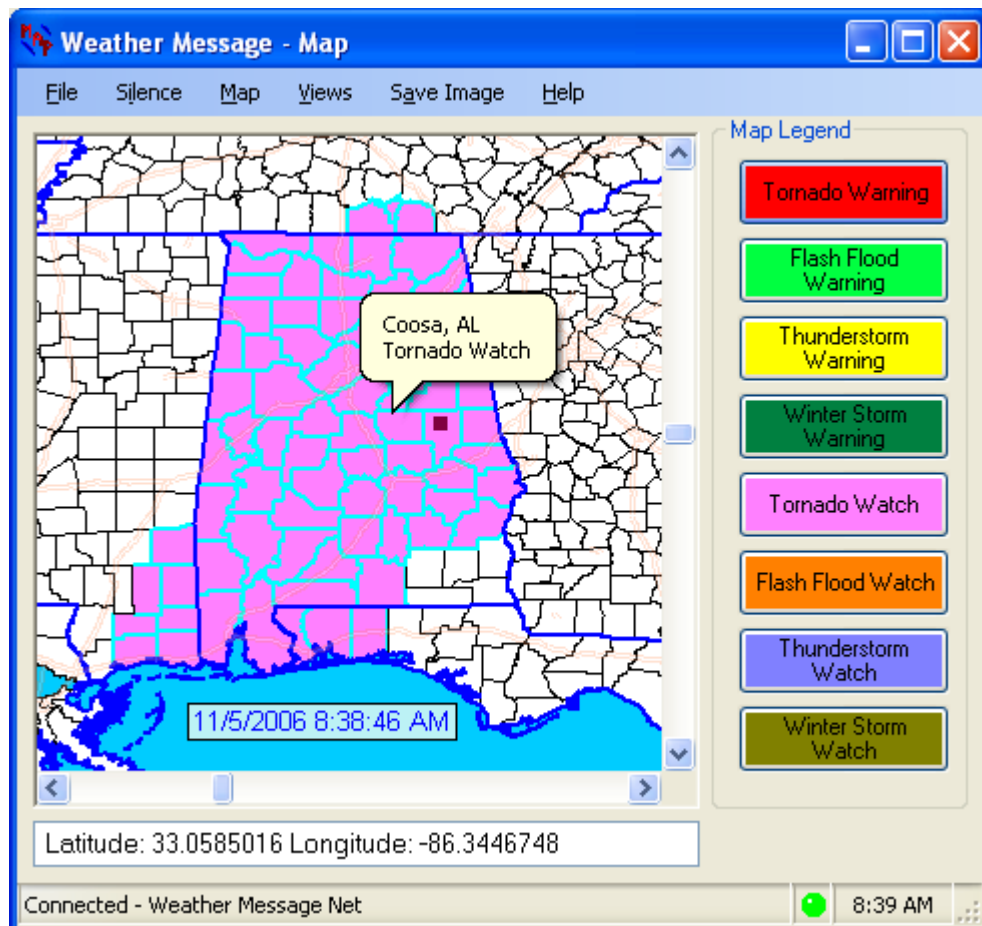 Weather Message - Map
File Silence Map Views Save Image Help
Map Legend
Tornado Warning
Flash Flood
Warning
Thunderstorm
Warning
Winter Storm
Warning
Tornado Watch
Flash Flood Watch
Thunderstorm
Watch
Winter Storm
Watch
Coosa, AL
Tornado Watch
11/5/2006 8:38:46 AM
Latitude: 33.0585016 Longitude: -86.3446748
Connected - Weather Message Net
8:39 AM